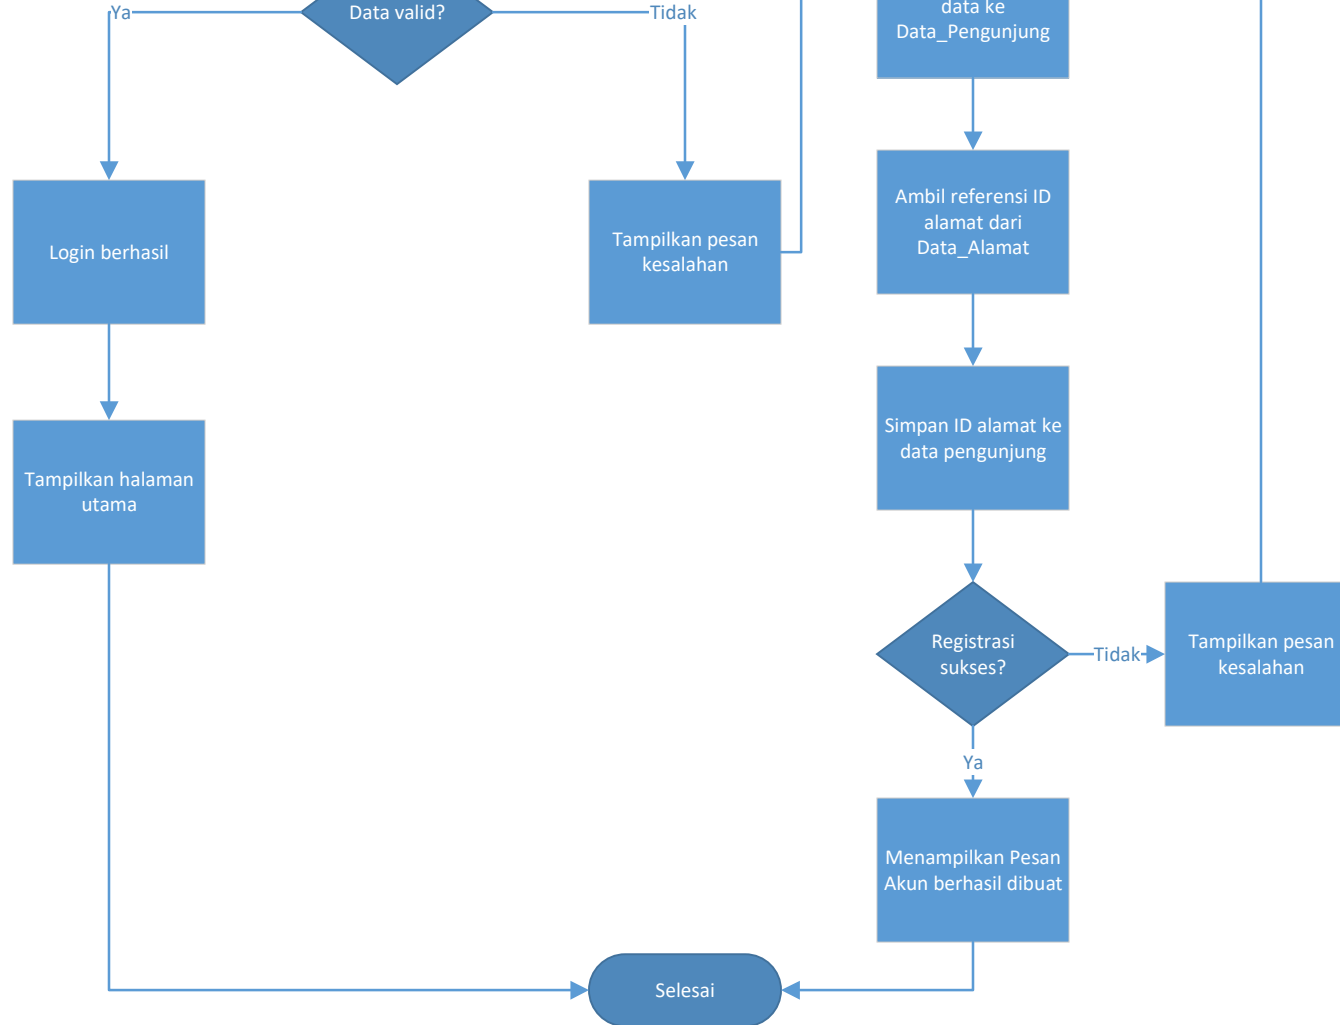 Ya
Data valid?
Tidak
data ke
Data_Pengunjung
Login berhasil
Tampilkan pesan
kesalahan
Ambil referensi ID
alamat dari
Data_Alamat
Tampilkan halaman
utama
Simpan ID alamat ke
data pengunjung
Registrasi
sukses?
Tidak
Tampilkan pesan
kesalahan
Ya
Menampilkan Pesan
Akun berhasil dibuat
Selesai